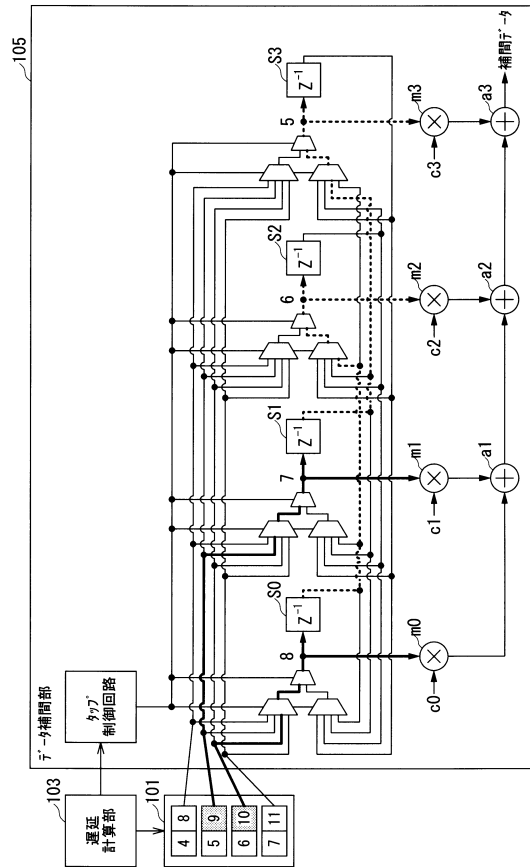 105
データ補間部
103
遅延
計算部
タップ
制御回路
101
4 8
5 9
6 10
7 11
8
S0
Z⁻¹
7
S1
Z⁻¹
6
S2
Z⁻¹
5
S3
Z⁻¹
c0
m0
c1
m1
c2
m2
c3
m3
a1
a2
a3
補間データ